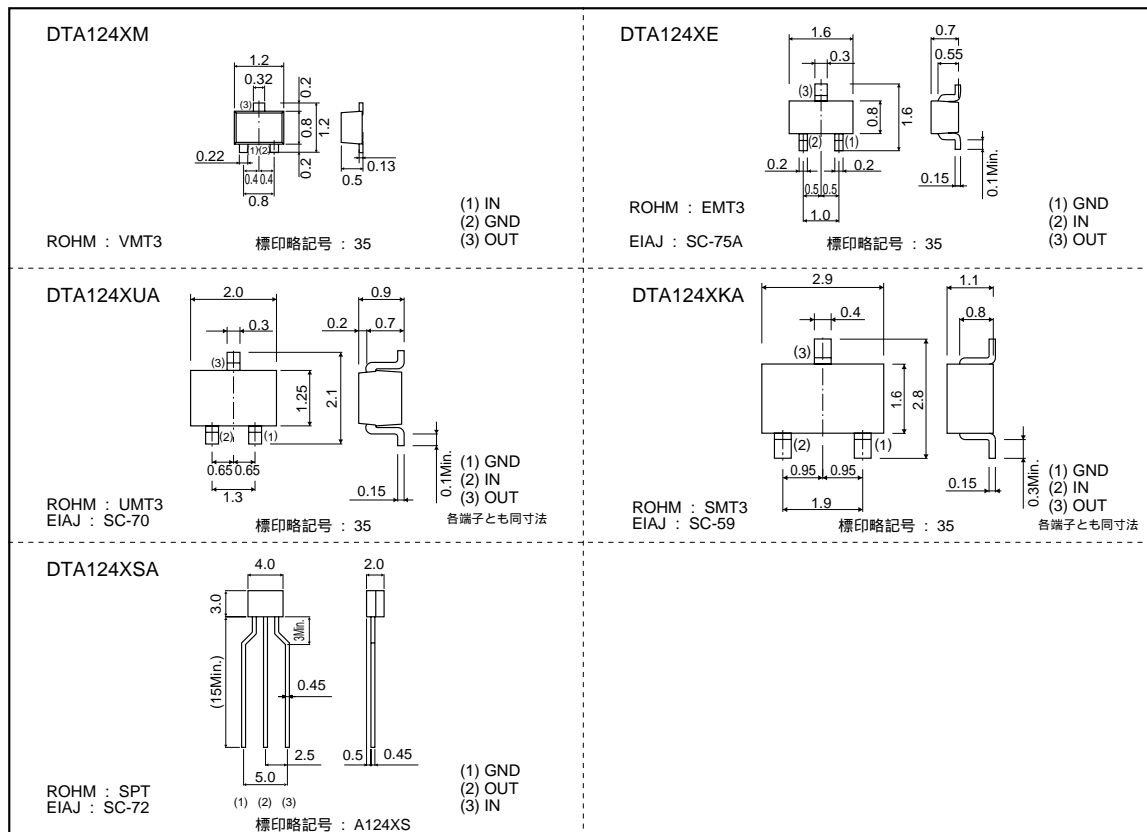 DTA124XM
1.2
0.32
0.2
(3)
0.8
1.2
(1)
(2)
0.22
0.2
0.4
0.4
0.8
0.13
0.5
(1) IN
(2) GND
(3) OUT
ROHM : VMT3
標印略記号 : 35
DTA124XE
1.6
0.3
0.7
0.55
(3)
0.8
1.6
(2)
(1)
0.2
0.2
0.5
0.5
1.0
0.15
0.1Min.
ROHM : EMT3
EIAJ : SC-75A
(1) GND
(2) IN
(3) OUT
標印略記号 : 35
DTA124XUA
2.0
0.3
0.9
0.2
0.7
(3)
1.25
2.1
(2)
(1)
0.65
0.65
1.3
0.15
0.1Min.
(1) GND
(2) IN
(3) OUT
各端子とも同寸法
ROHM : UMT3
EIAJ : SC-70
標印略記号 : 35
DTA124XKA
2.9
0.4
1.1
0.8
(3)
1.6
2.8
(2)
(1)
0.95
0.95
1.9
0.15
0.3Min.
(1) GND
(2) IN
(3) OUT
各端子とも同寸法
ROHM : SMT3
EIAJ : SC-59
標印略記号 : 35
DTA124XSA
4.0
2.0
3.0
3Min.
(15Min.)
0.45
2.5
5.0
0.5
0.45
(1) (2) (3)
(1) GND
(2) OUT
(3) IN
ROHM : SPT
EIAJ : SC-72
標印略記号 : A124XS